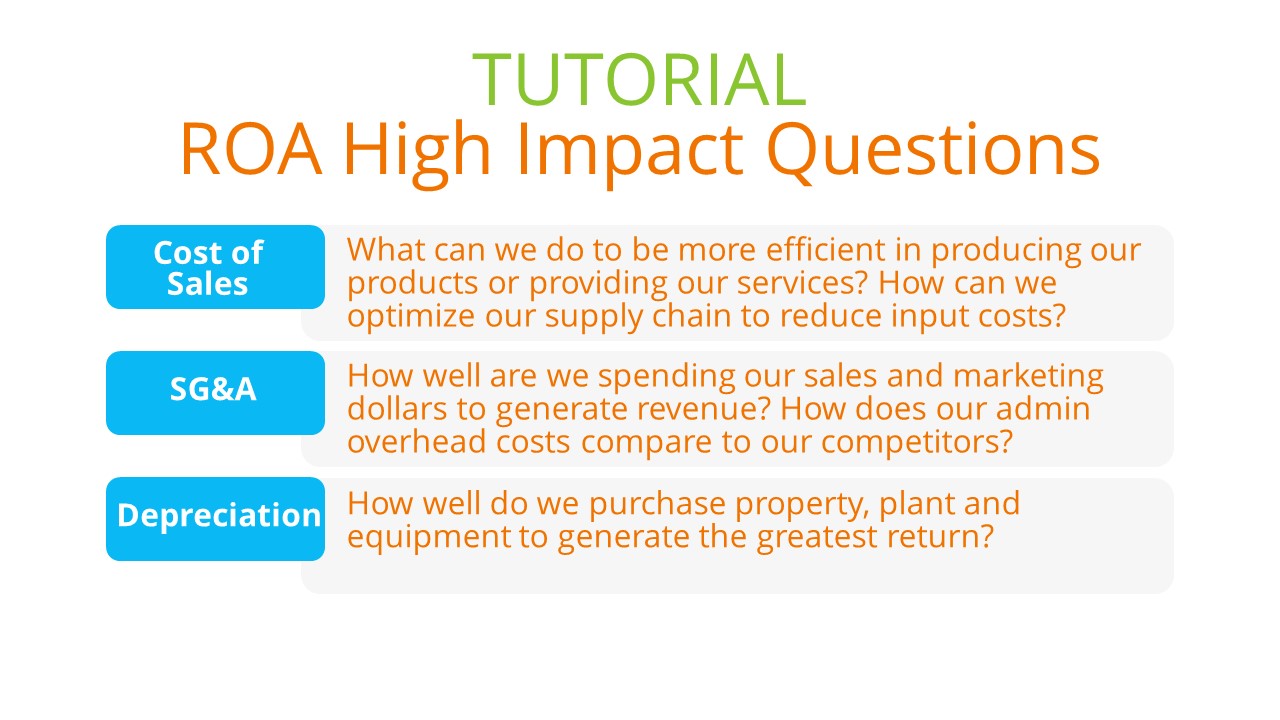 TUTORIAL
ROA High Impact Questions
Cost of
Sales
What can we do to be more efficient in producing our
products or providing our services? How can we
optimize our supply chain to reduce input costs?
SG&A
How well are we spending our sales and marketing
dollars to generate revenue? How does our admin
overhead costs compare to our competitors?
Depreciation
How well do we purchase property, plant and
equipment to generate the greatest return?